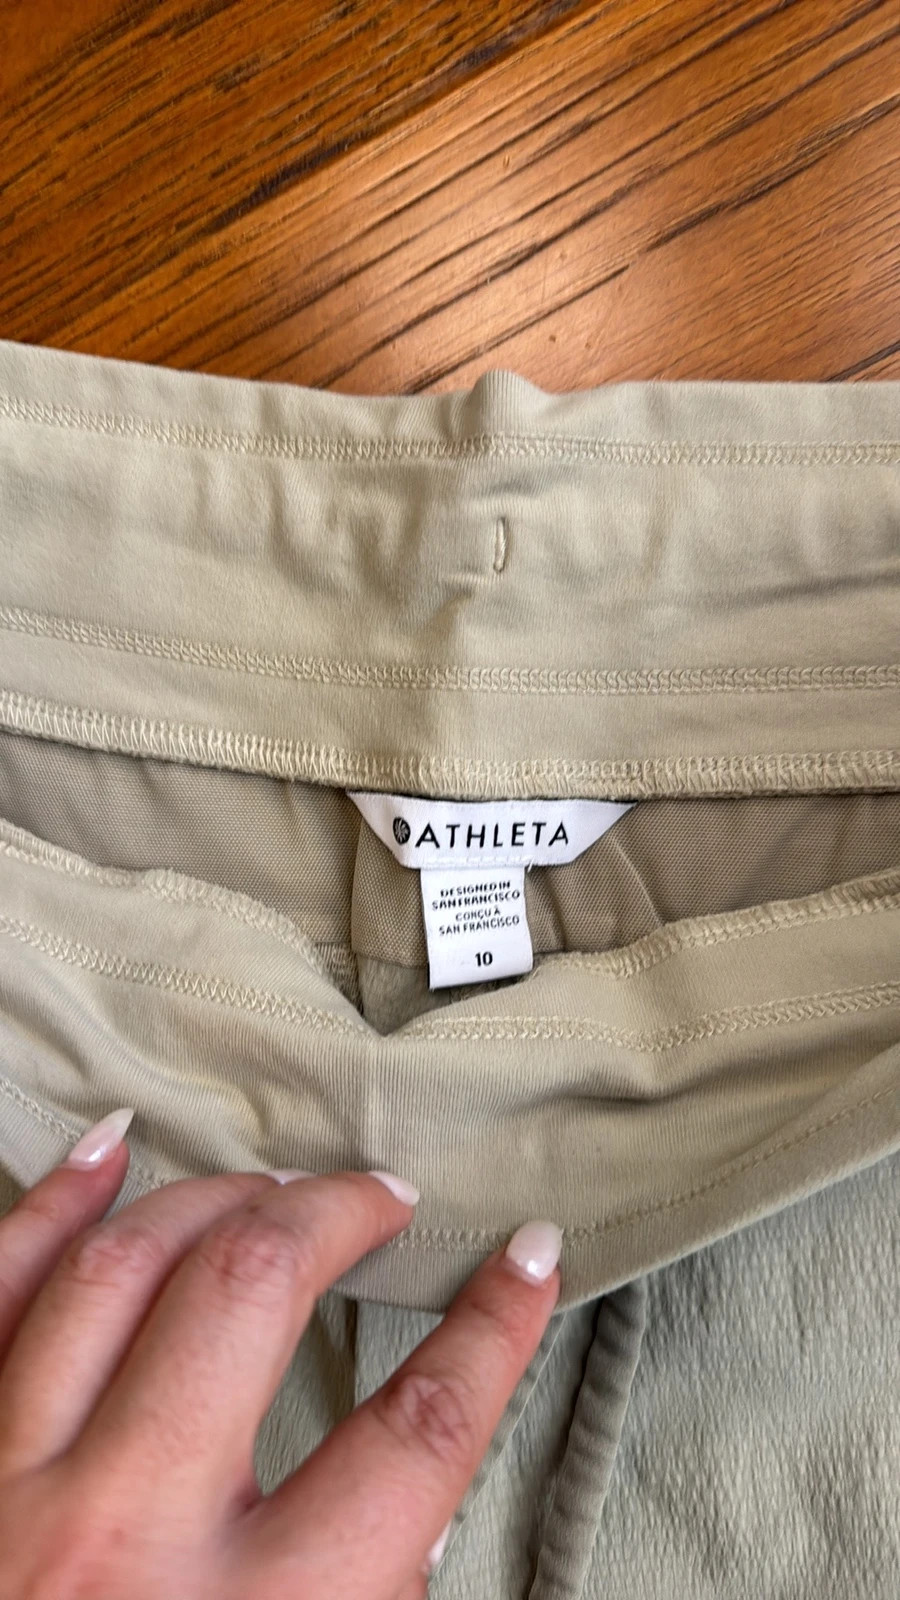 ATHLETA
DESIGNED IN
SAN FRANCISCO
CONÇU À
SAN FRANCISCO
10